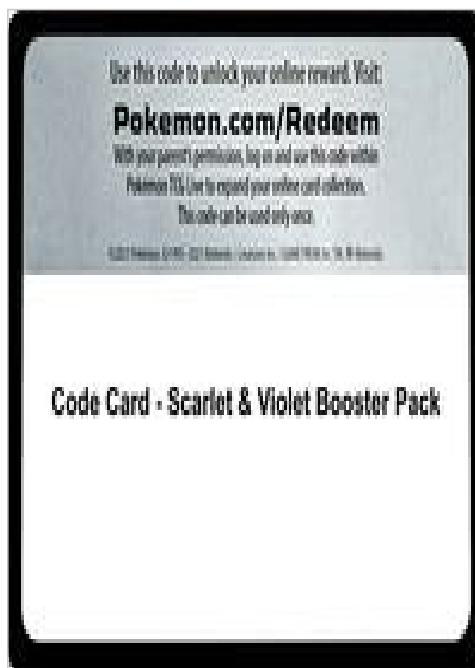 Use this code to unlock your online reward. Visit:
Pokemon.com/Redeem
With your parent's permission, log on and use this code within
Pokémon TCG Live to expand your online card collection.
This code can be used only once.
Code Card - Scarlet & Violet Booster Pack